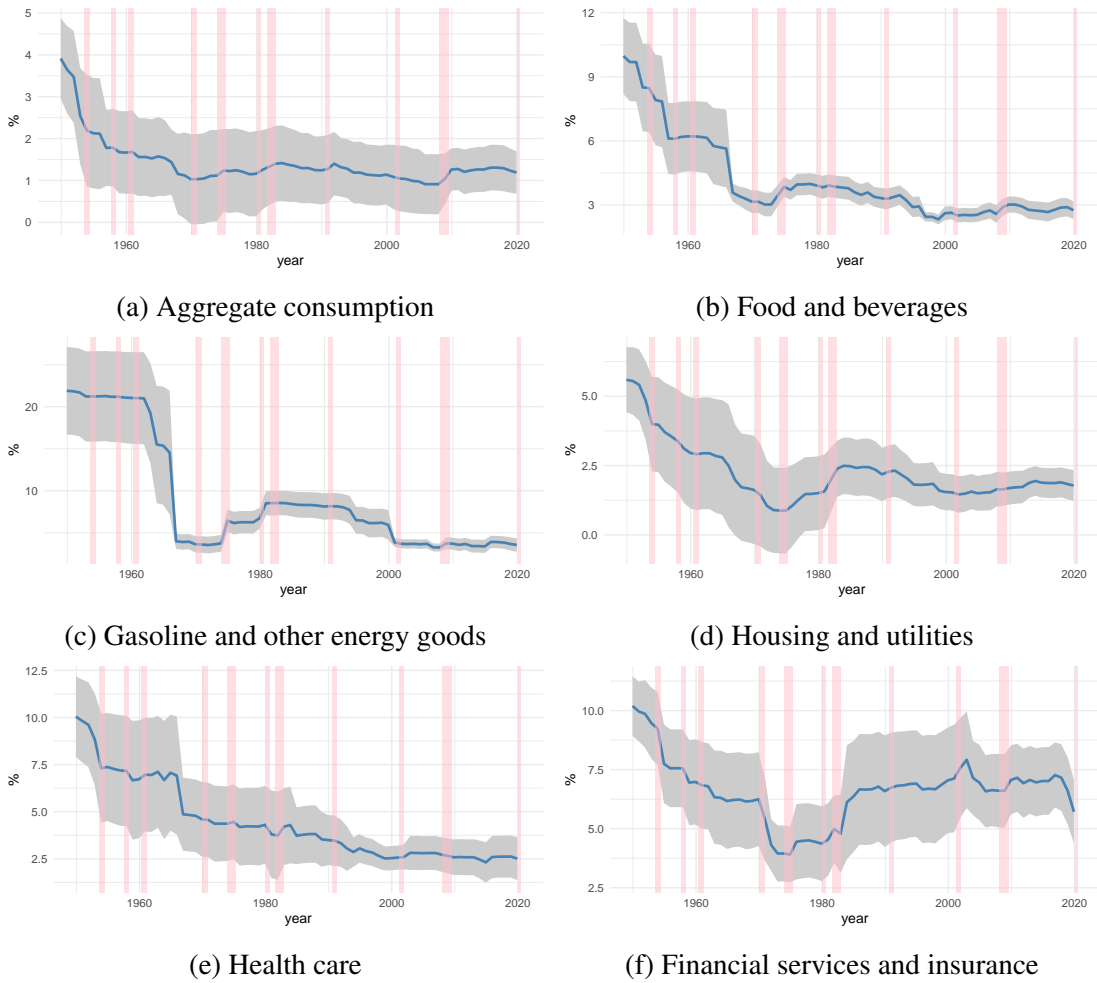 5
4
3
2
1
0
%
1960 1980 2000 2020
year
(a) Aggregate consumption
12
9
6
3
%
1960 1980 2000 2020
year
(b) Food and beverages
20
10
%
1960 1980 2000 2020
year
(c) Gasoline and other energy goods
5.0
2.5
0.0
%
1960 1980 2000 2020
year
(d) Housing and utilities
12.5
10.0
7.5
5.0
2.5
%
1960 1980 2000 2020
year
(e) Health care
10.0
7.5
5.0
2.5
%
1960 1980 2000 2020
year
(f) Financial services and insurance